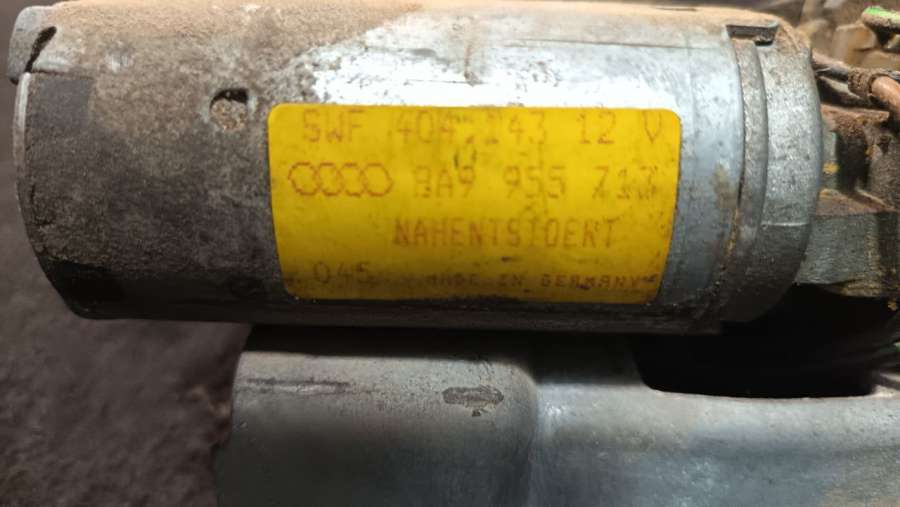 SWF 404.143 12 V
8A9 955 713
NAHENTSTOERT
045 MADE IN GERMANY